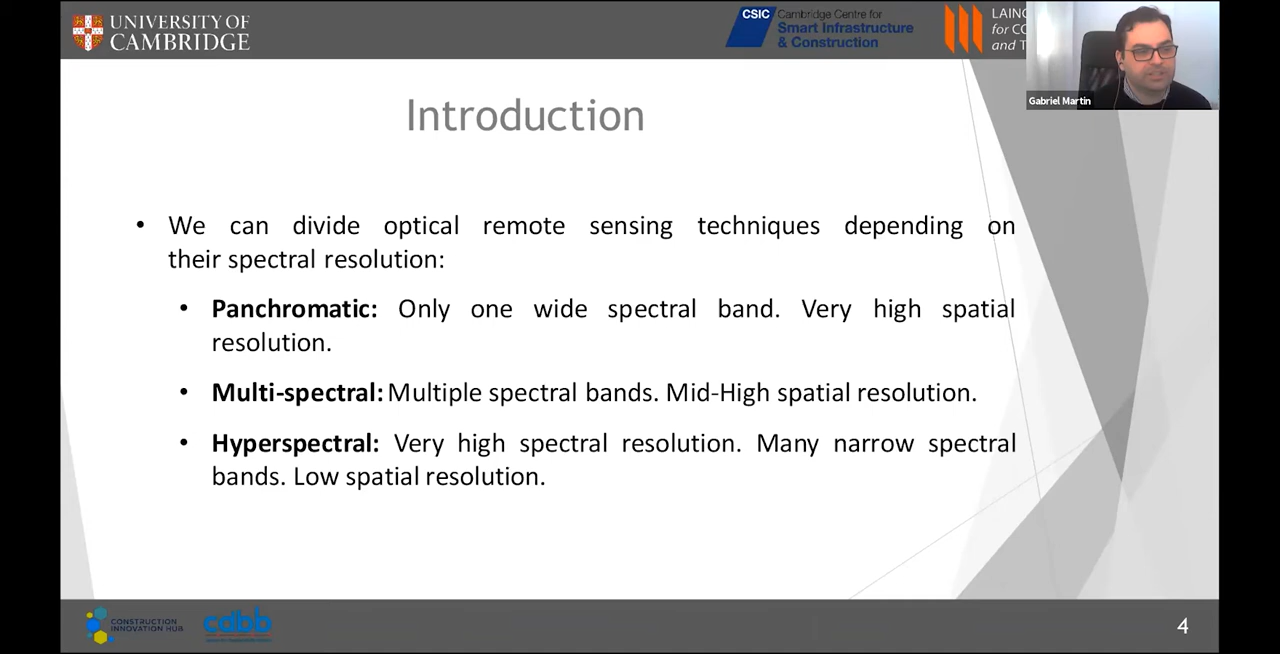 UNIVERSITY OF
CAMBRIDGE
CSIC
Cambridge Centre for
Smart Infrastructure
& Construction
for
and
Gabriel Martin
Introduction
• We can divide optical remote sensing techniques depending on
their spectral resolution:
• Panchromatic: Only one wide spectral band. Very high spatial
resolution.
• Multi-spectral: Multiple spectral bands. Mid-High spatial resolution.
• Hyperspectral: Very high spectral resolution. Many narrow spectral
bands. Low spatial resolution.
CONSTRUCTION
INNOVATION HUB
cdbb
4